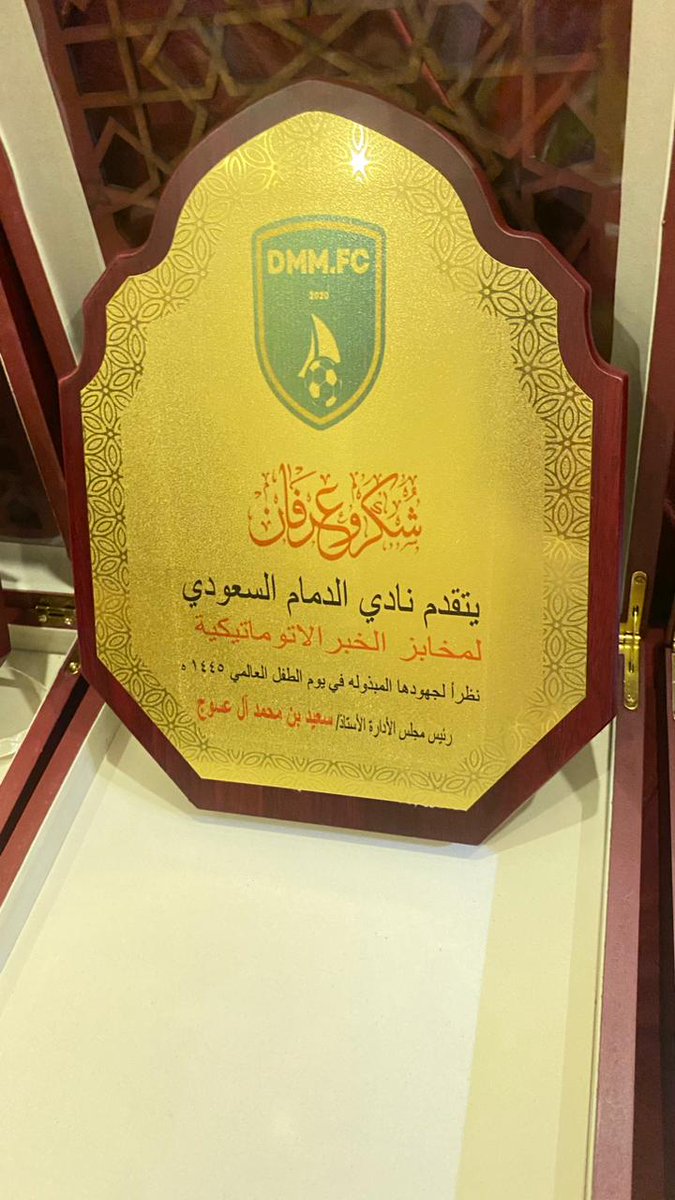 DMM.FC
2020
شكر وعرفان
يتقدم نادي الدمام السعودي
لمخابز الخبر الاتوماتيكية
نظراً لجهودها المبذوله في يوم الطفل العالمي ١٤٤٥ ه
رئيس مجلس الأدارة الأستاذ/ سعيد بن محمد آل عسوج